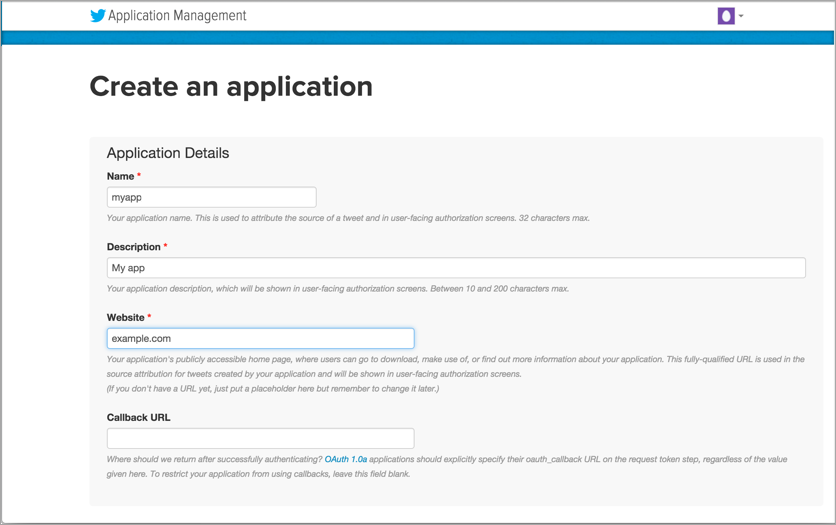 Application Management
Create an application
Application Details
Name *
myapp
Your application name. This is used to attribute the source of a tweet and in user-facing authorization screens. 32 characters max.
Description *
My app
Your application description, which will be shown in user-facing authorization screens. Between 10 and 200 characters max.
Website *
example.com
Your application's publicly accessible home page, where users can go to download, make use of, or find out more information about your application. This fully-qualified URL is used in the
source attribution for tweets created by your application and will be shown in user-facing authorization screens.
(If you don't have a URL yet, just put a placeholder here but remember to change it later.)
Callback URL
Where should we return after successfully authenticating? OAuth 1.0a applications should explicitly specify their oauth_callback URL on the request token step, regardless of the value
given here. To restrict your application from using callbacks, leave this field blank.